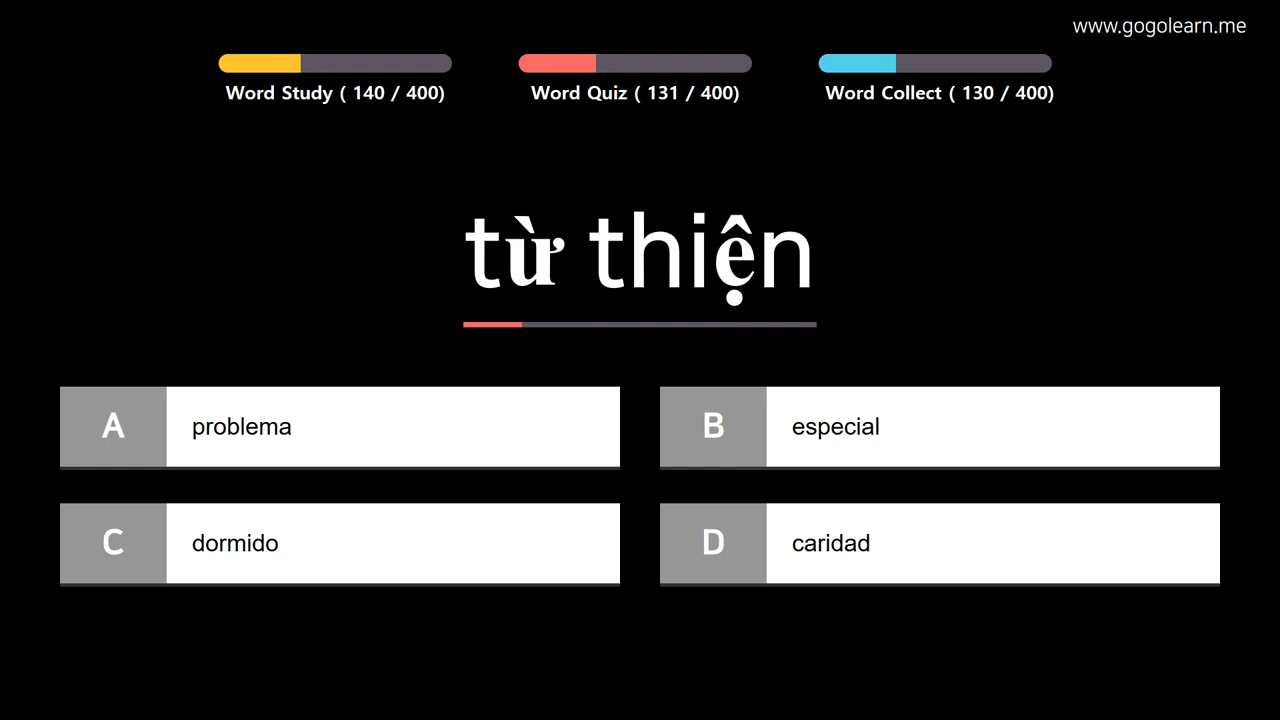 www.gogolearn.me
Word Study ( 140 / 400)
Word Quiz ( 131 / 400)
Word Collect ( 130 / 400)
từ thiện
A problema
B especial
C dormido
D caridad